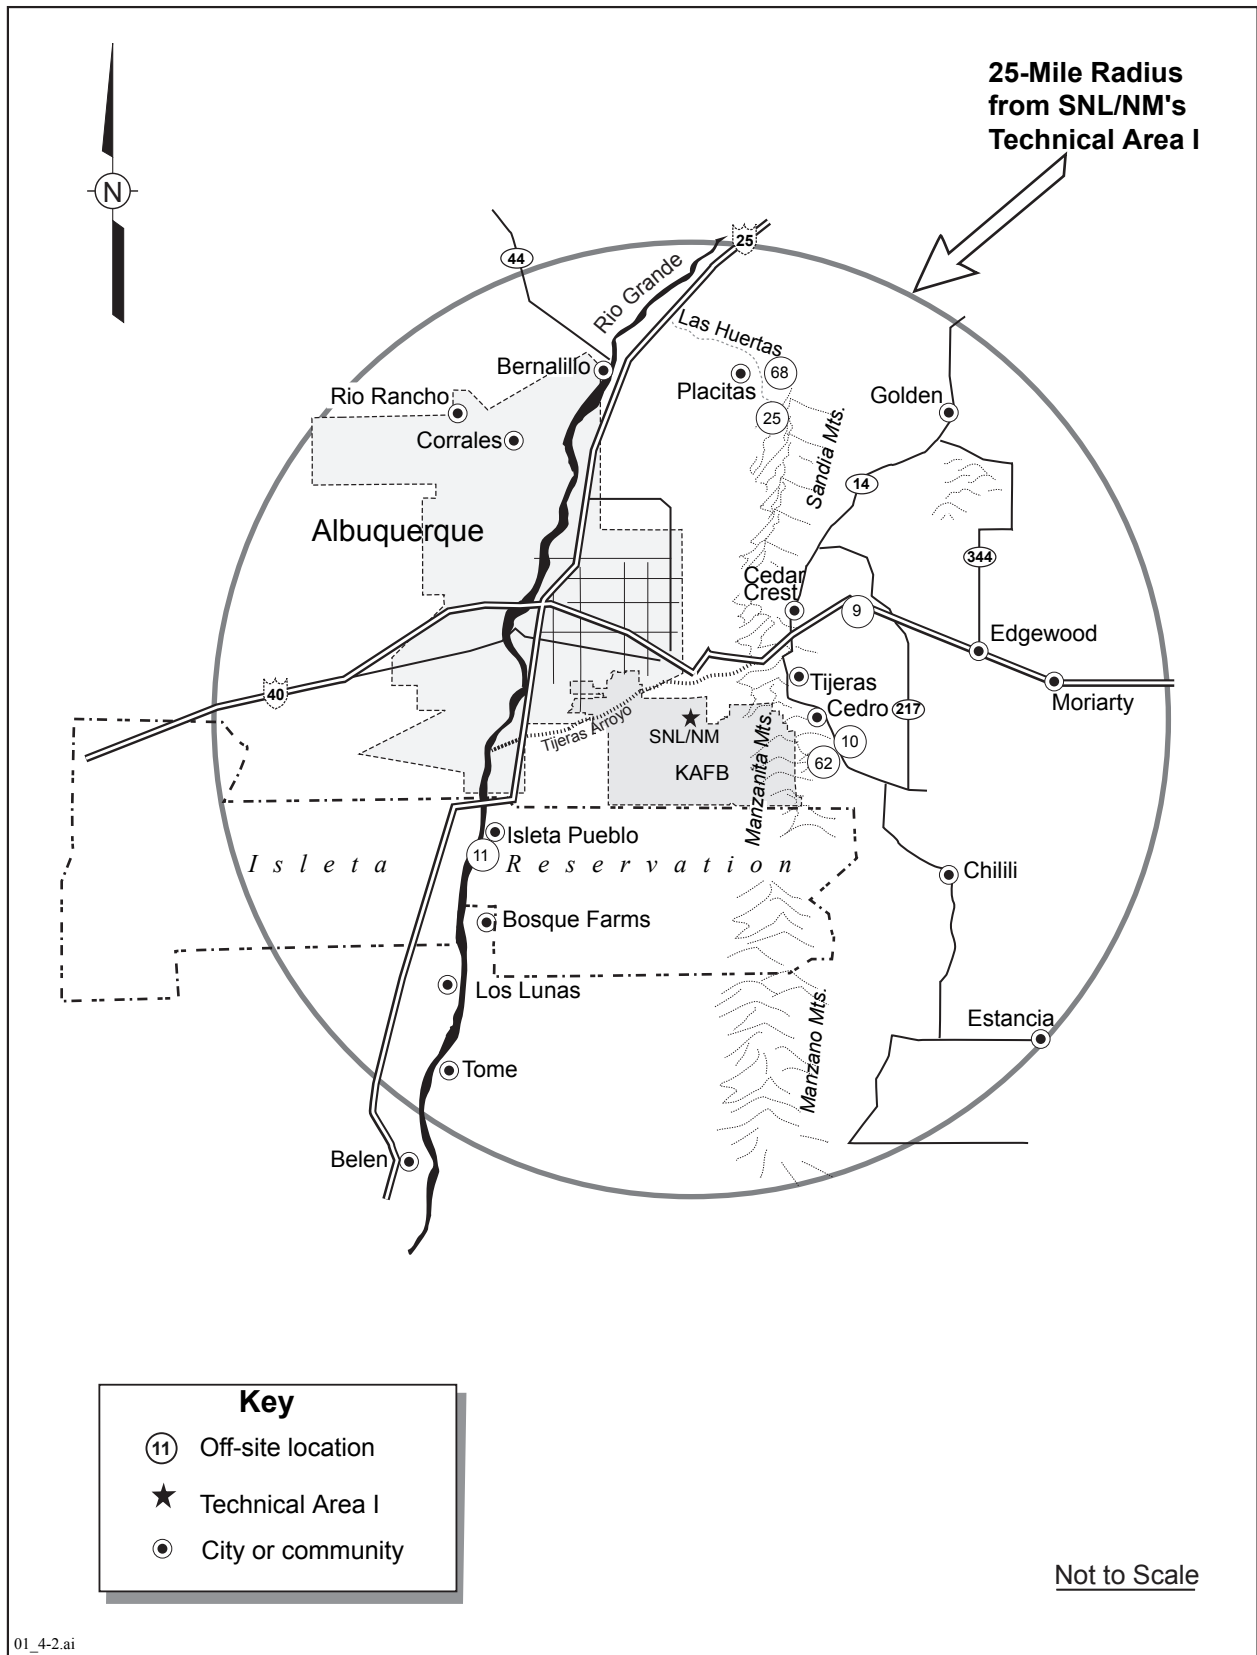 25-Mile Radius
from SNL/NM's
Technical Area I
N
25
44
Rio Grande
Las Huertas
Bernalillo
68
Placitas
Rio Rancho
Golden
25
Corrales
Sandia Mts.
14
Albuquerque
344
Cedar
Crest
9
Edgewood
40
Tijeras
Moriarty
Cedro
217
Tijeras Arroyo
SNL/NM
10
62
KAFB
Manzanita Mts.
Isleta Pueblo
11
Isleta Reservation
Chilili
Bosque Farms
Los Lunas
Estancia
Manzano Mts.
Tome
Belen
Key
11 Off-site location
Technical Area I
City or community
Not to Scale
01_4-2.ai